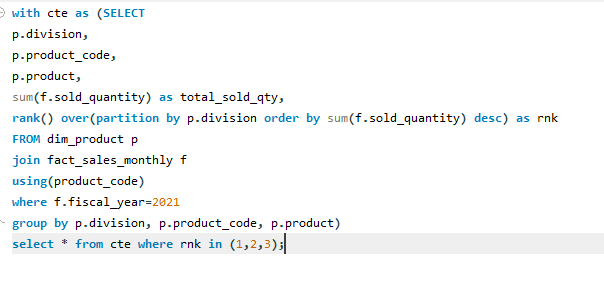 with cte as (SELECT
p.division,
p.product_code,
p.product,
sum(f.sold_quantity) as total_sold_qty,
rank() over(partition by p.division order by sum(f.sold_quantity) desc) as rnk
FROM dim_product p
join fact_sales_monthly f
using(product_code)
where f.fiscal_year=2021
group by p.division, p.product_code, p.product)
select * from cte where rnk in (1,2,3);